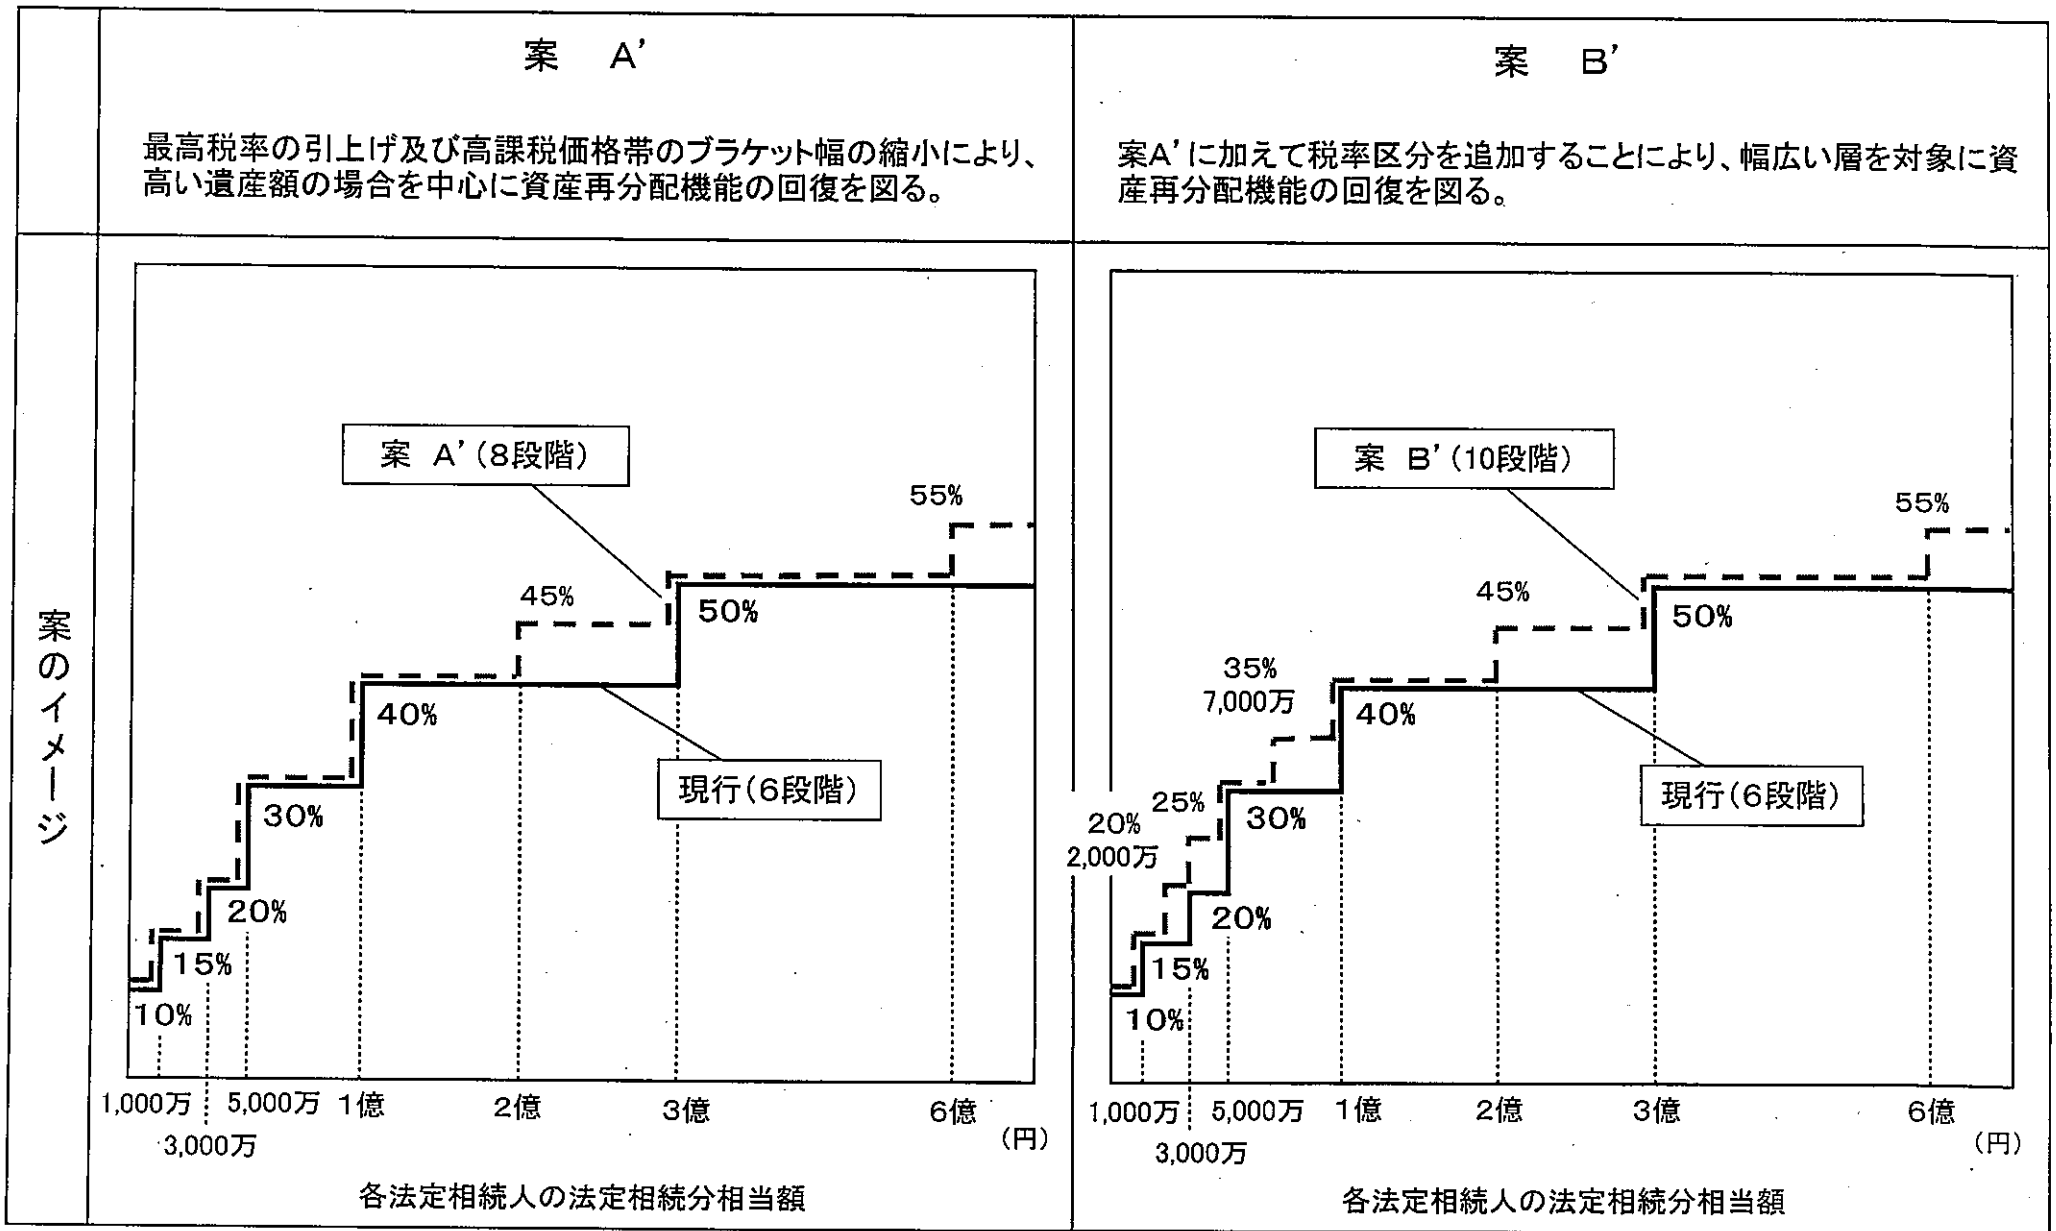 案 A’
最高税率の引上げ及び高課税価格帯のブラケット幅の縮小により、
高い遺産額の場合を中心に資産再分配機能の回復を図る。
案 B’
案A’に加えて税率区分を追加することにより、幅広い層を対象に資
産再分配機能の回復を図る。
案のイメージ
案 A’(8段階)
55%
45%
50%
40%
現行(6段階)
30%
20%
15%
10%
1,000万
3,000万
5,000万
1億
2億
3億
6億
(円)
各法定相続人の法定相続分相当額
案 B’(10段階)
55%
45%
50%
35%
7,000万
40%
現行(6段階)
25%
30%
20%
2,000万
20%
15%
10%
1,000万
3,000万
5,000万
1億
2億
3億
6億
(円)
各法定相続人の法定相続分相当額